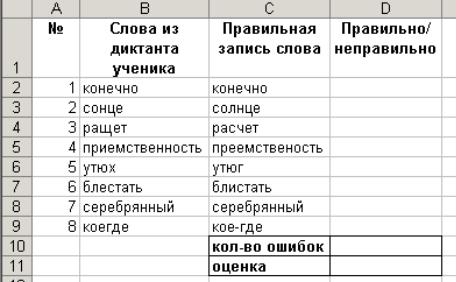 A B C D
№ Слова из Правильная Правильно/
диктанта запись слова неправильно
1 ученика
2 1 конечно конечно
3 2 сонце солнце
4 3 ращет расчет
5 4 приемственность преемственость
6 5 утюх утюг
7 6 блестать блистать
8 7 серебрянный серебрянный
9 8 коегде кое-где
10 кол-во ошибок
11 оценка